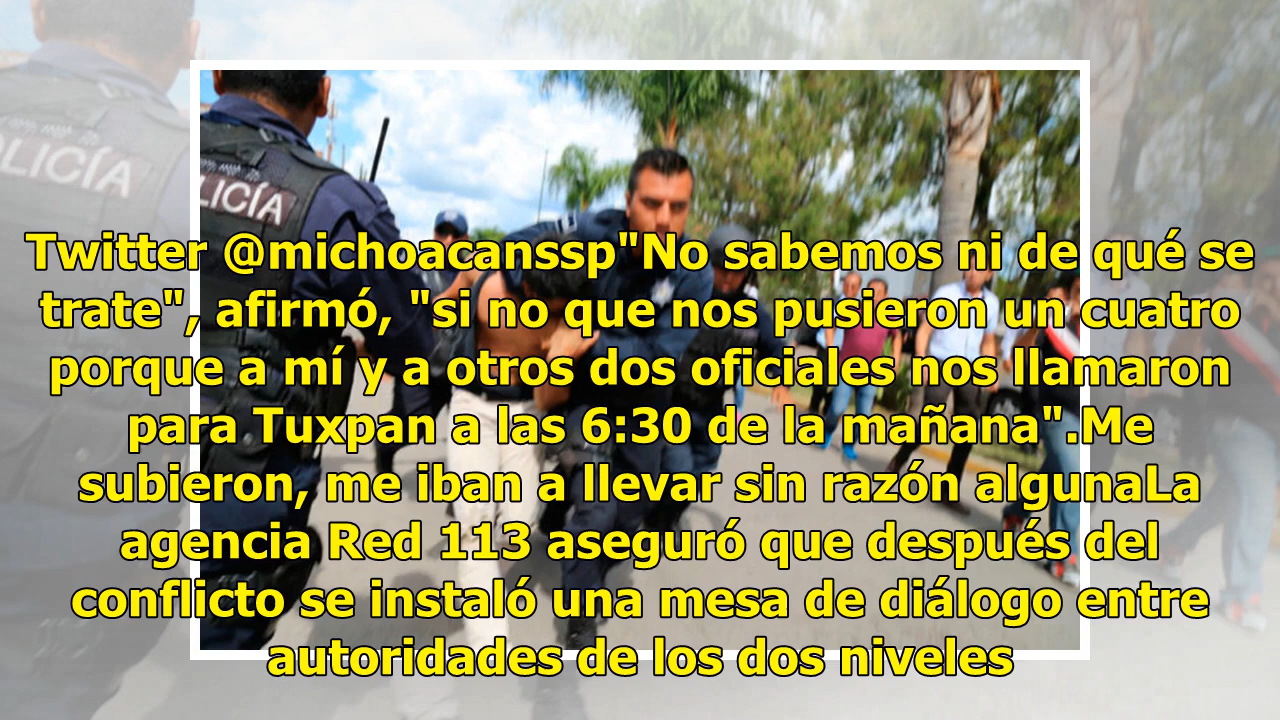 OLICÍA
LICÍA
Twitter @michoacanssp"No sabemos ni de qué se
trate", afirmó, "si no que nos pusieron un cuatro
porque a mí y a otros dos oficiales nos llamaron
para Tuxpan a las 6:30 de la mañana".Me
subieron, me iban a llevar sin razón algunaLa
agencia Red 113 aseguró que después del
conflicto se instaló una mesa de diálogo entre
autoridades de los dos niveles